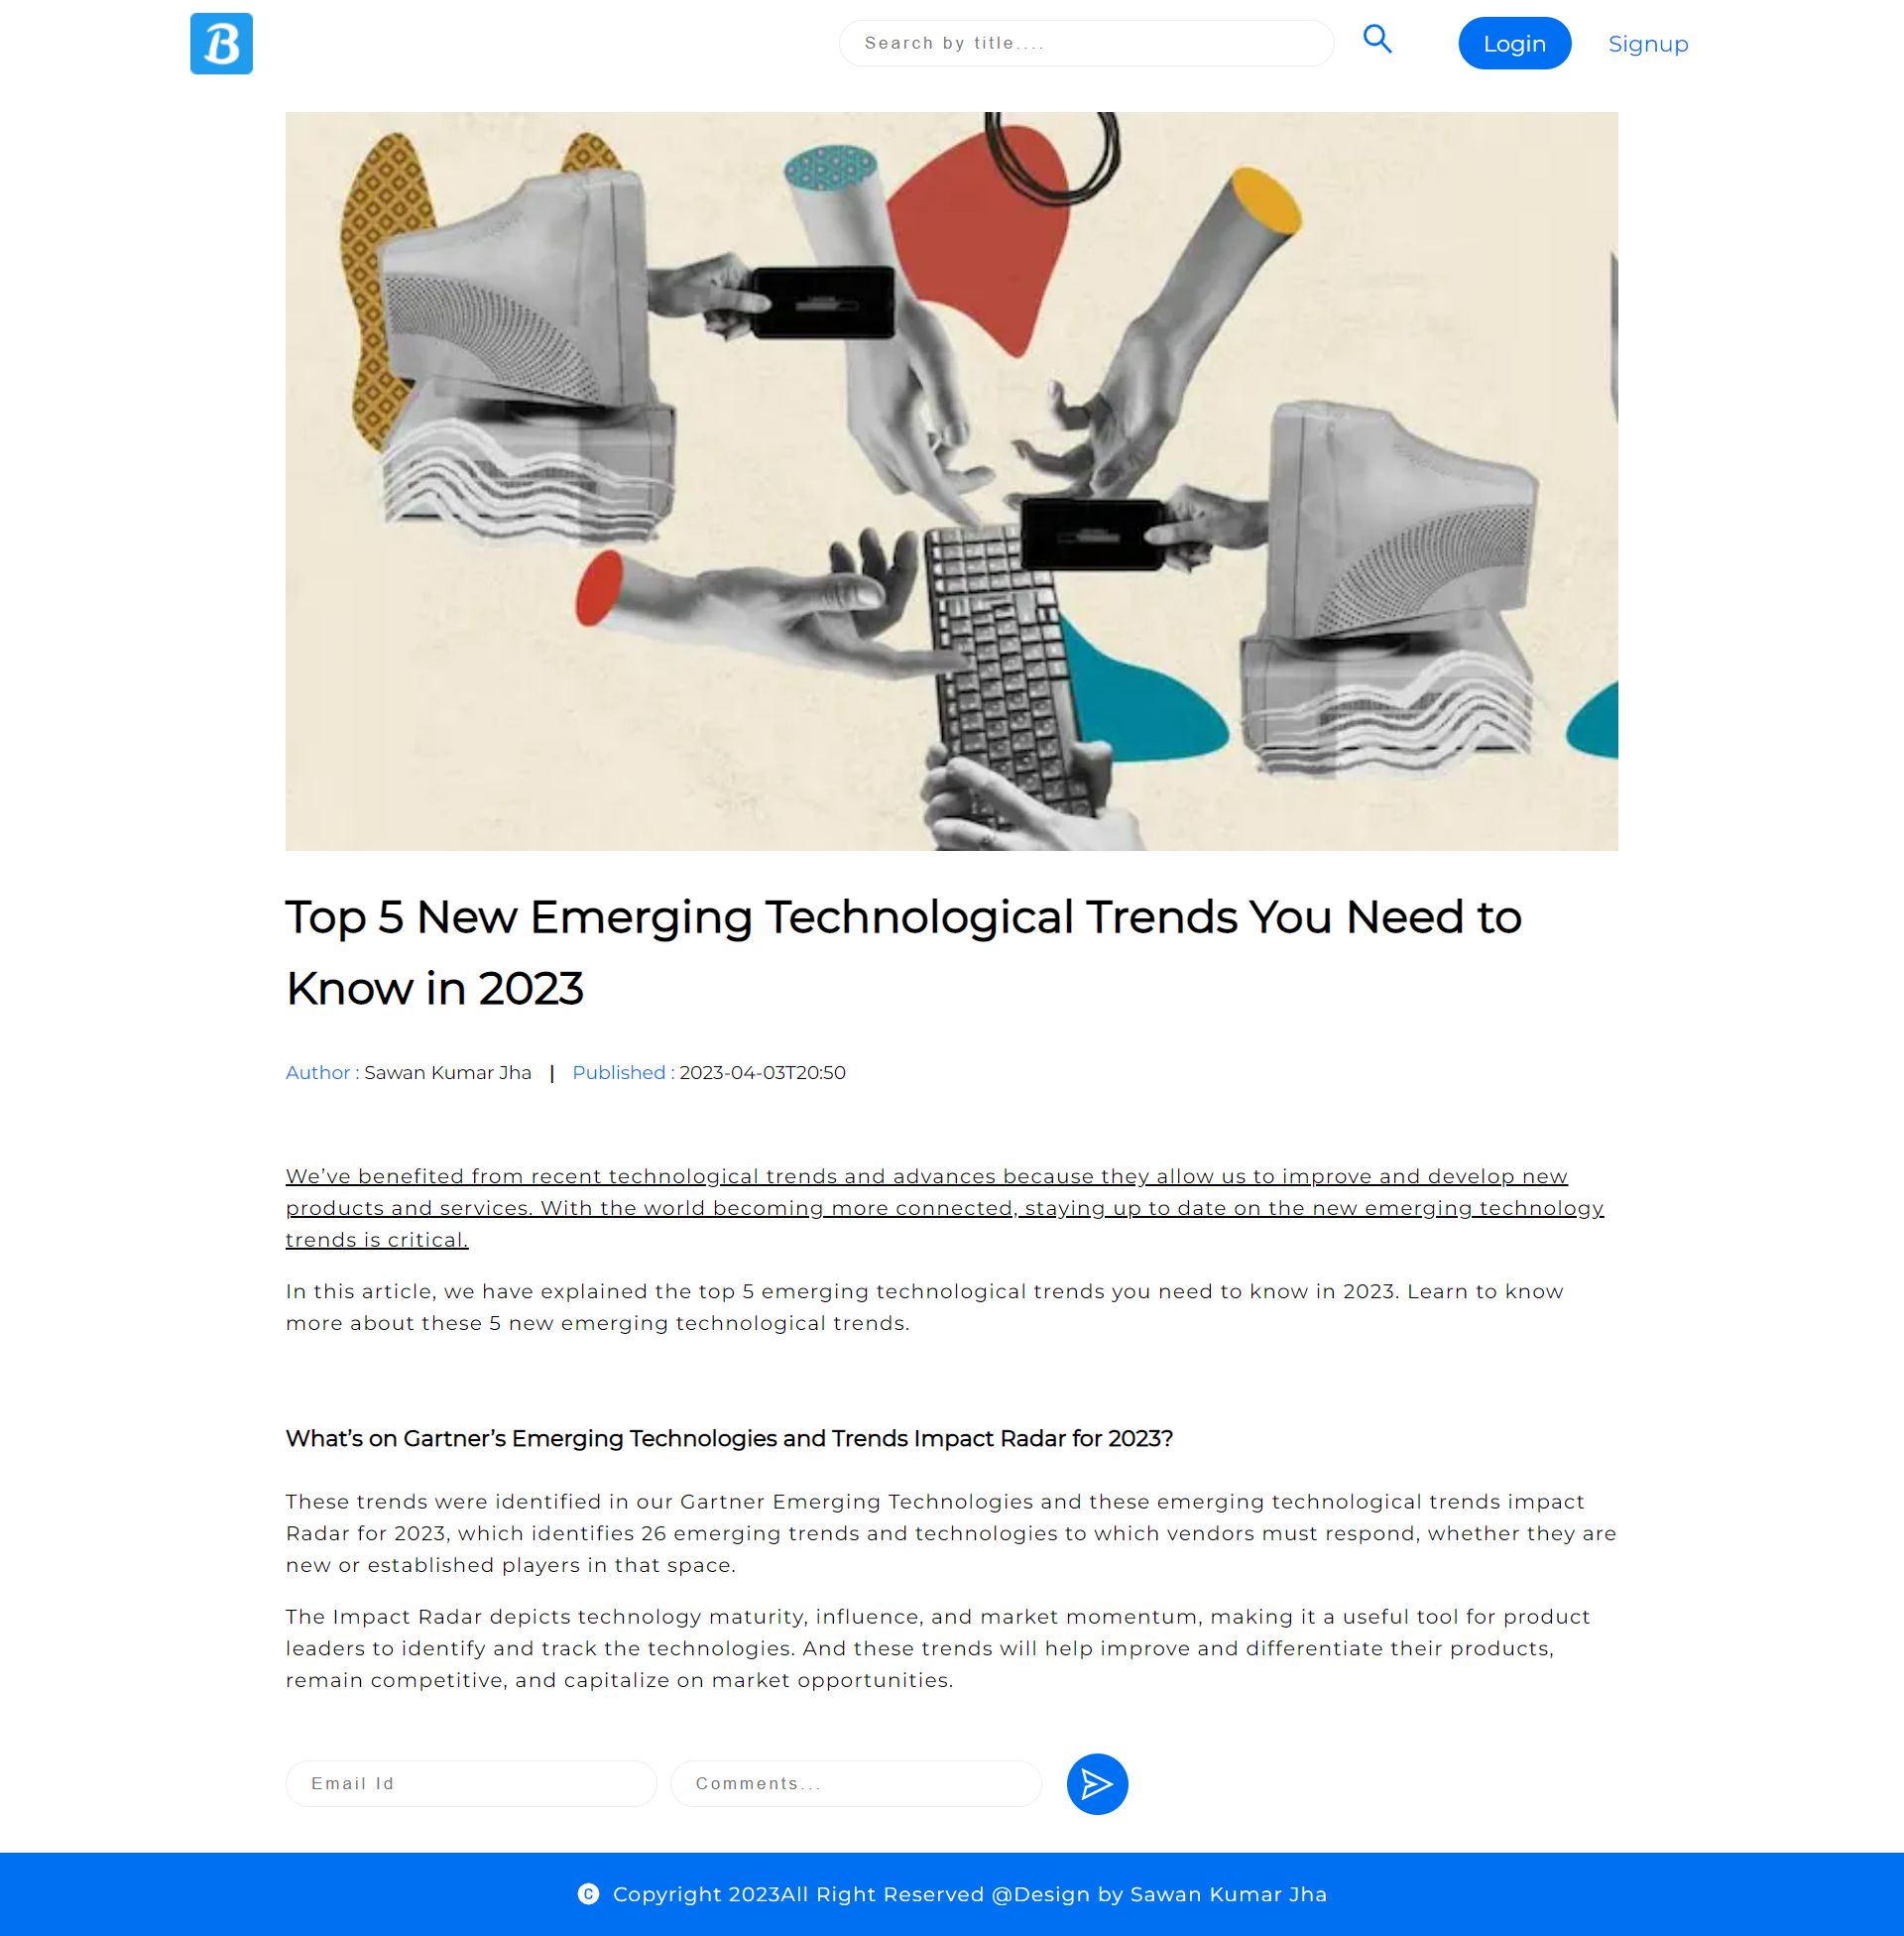 B
Search by title....
Login
Signup
Top 5 New Emerging Technological Trends You Need to
Know in 2023
Author : Sawan Kumar Jha | Published : 2023-04-03T20:50
We’ve benefited from recent technological trends and advances because they allow us to improve and develop new
products and services. With the world becoming more connected, staying up to date on the new emerging technology
trends is critical.
In this article, we have explained the top 5 emerging technological trends you need to know in 2023. Learn to know
more about these 5 new emerging technological trends.
What’s on Gartner’s Emerging Technologies and Trends Impact Radar for 2023?
These trends were identified in our Gartner Emerging Technologies and these emerging technological trends impact
Radar for 2023, which identifies 26 emerging trends and technologies to which vendors must respond, whether they are
new or established players in that space.
The Impact Radar depicts technology maturity, influence, and market momentum, making it a useful tool for product
leaders to identify and track the technologies. And these trends will help improve and differentiate their products,
remain competitive, and capitalize on market opportunities.
Email Id
Comments...
© Copyright 2023All Right Reserved @Design by Sawan Kumar Jha